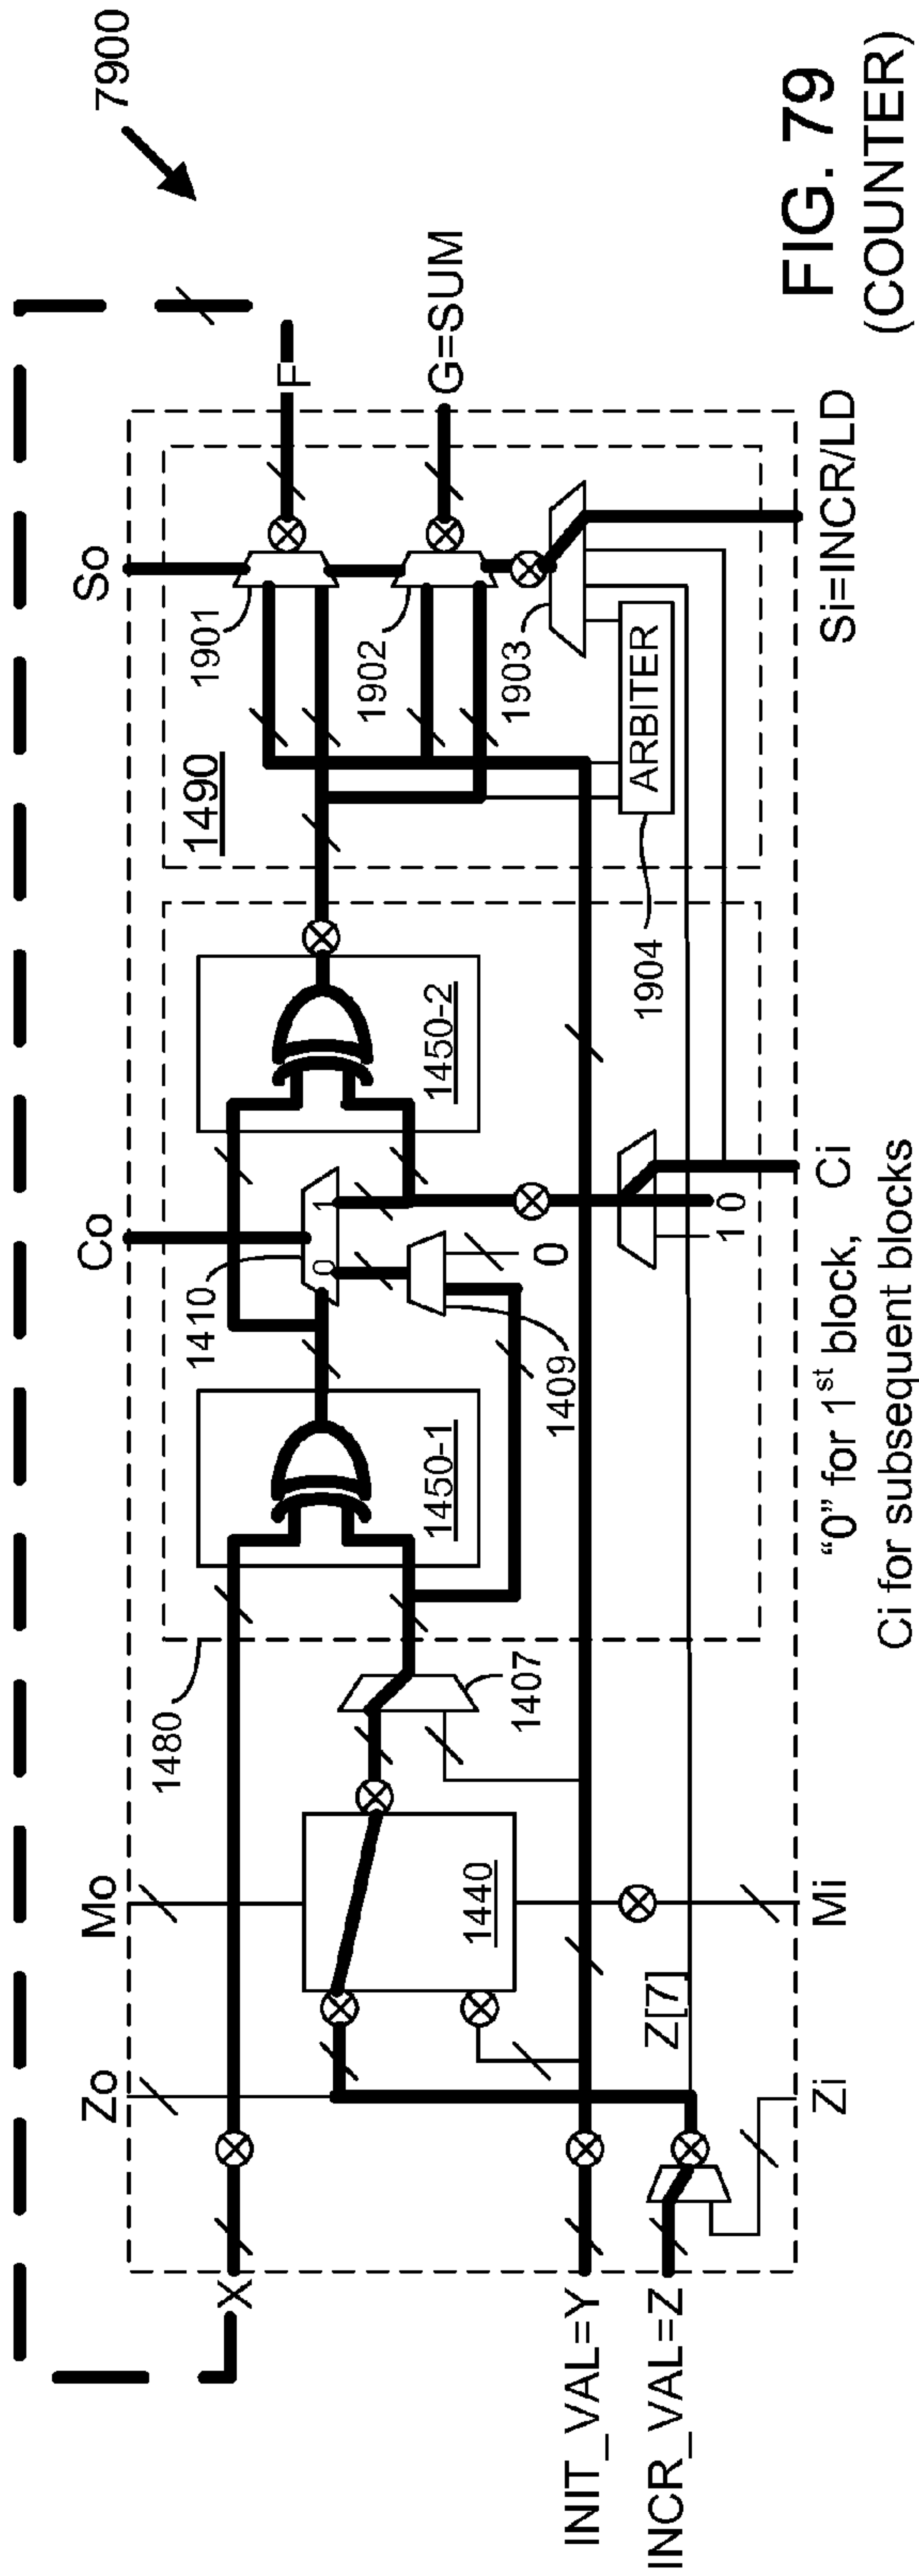 7900
FIG. 79
(COUNTER)
So
Co
Mo
Zo
F
G=SUM
1901
1902
1903
1490
ARBITER
1904
1450-2
1410
0
1
1409
0
1 0
1450-1
1480
1407
1440
Z[7]
X
INIT_VAL=Y
INCR_VAL=Z
Zi
Mi
Ci
Si=INCR/LD
“0” for 1st block,
Ci for subsequent blocks